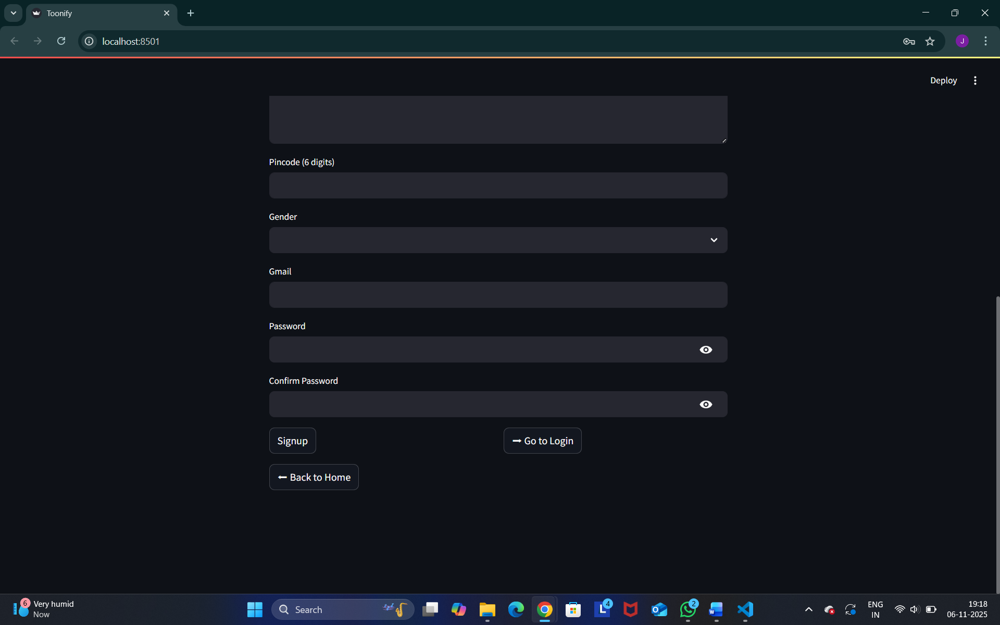 Toonify
localhost:8501
J
Deploy
Pincode (6 digits)
Gender
Gmail
Password
Confirm Password
Signup
➞ Go to Login
⬅ Back to Home
6
Very humid
Now
Search
4
2
ENG
IN
19:18
06-11-2025